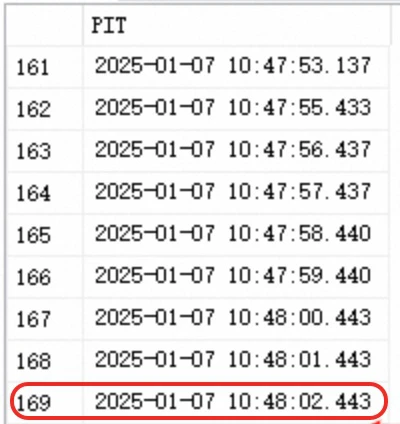 PIT
161 2025-01-07 10:47:53.137
162 2025-01-07 10:47:55.433
163 2025-01-07 10:47:56.437
164 2025-01-07 10:47:57.437
165 2025-01-07 10:47:58.440
166 2025-01-07 10:47:59.440
167 2025-01-07 10:48:00.443
168 2025-01-07 10:48:01.443
169 2025-01-07 10:48:02.443